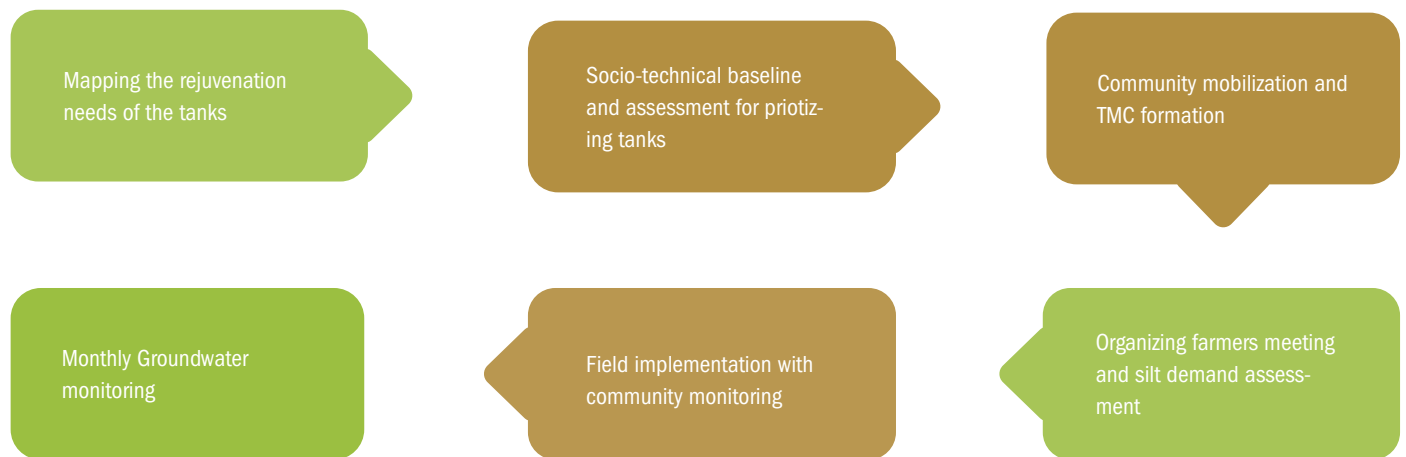 Mapping the rejuvenation
needs of the tanks
Socio-technical baseline
and assessment for priotiz-
ing tanks
Community mobilization and
TMC formation
Organizing farmers meeting
and silt demand assess-
ment
Field implementation with
community monitoring
Monthly Groundwater
monitoring